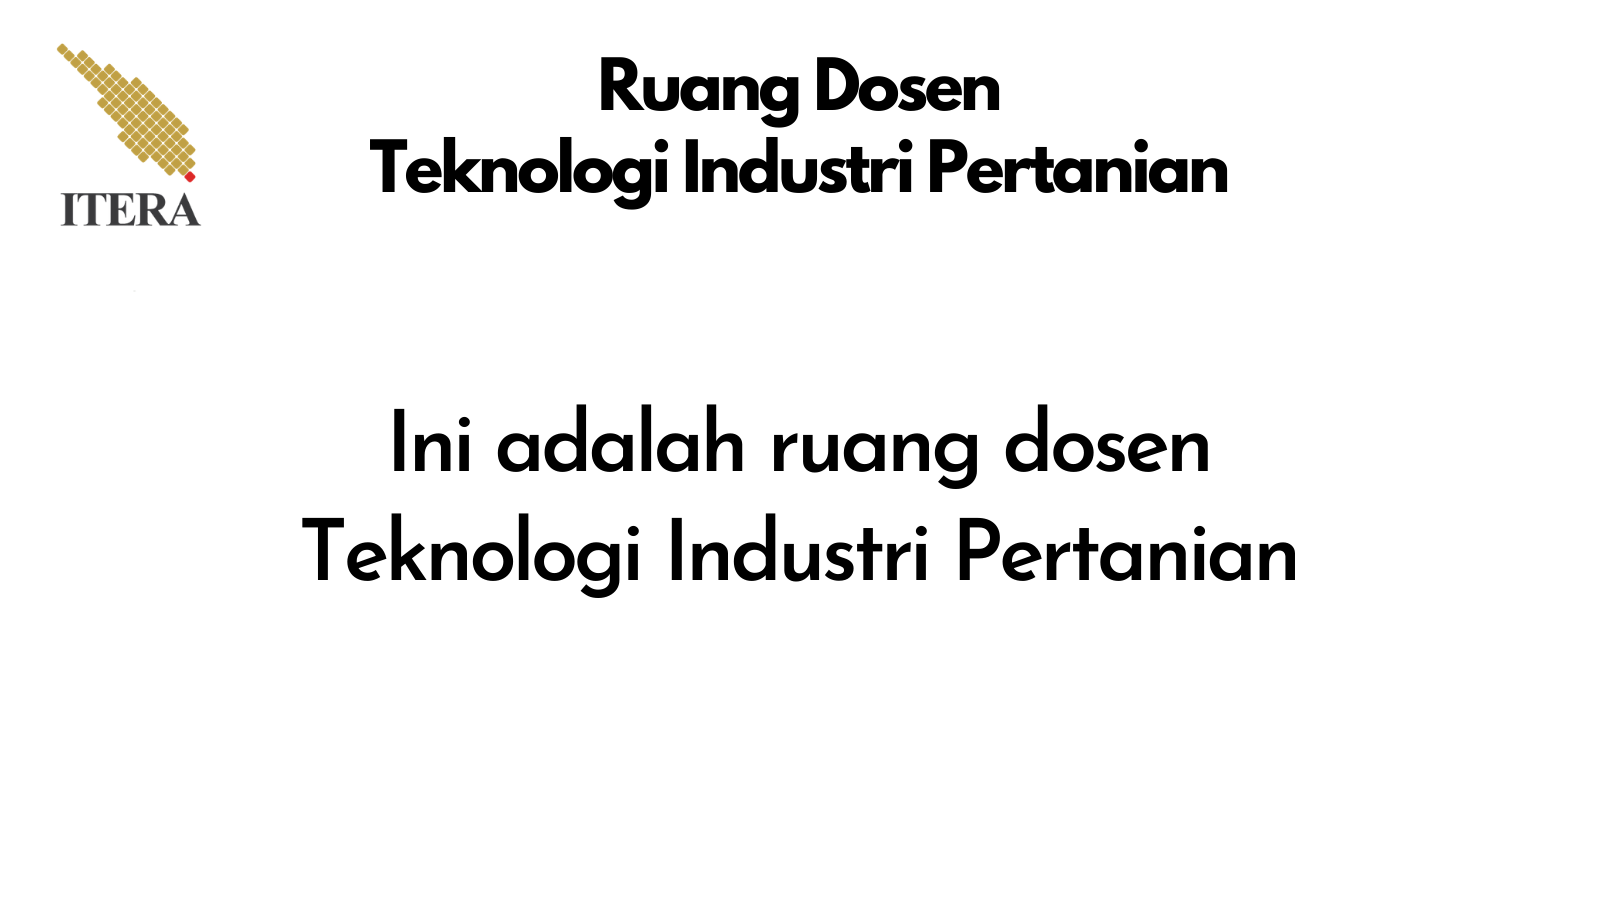 ITERA
Ruang Dosen
Teknologi Industri Pertanian
Ini adalah ruang dosen
Teknologi Industri Pertanian